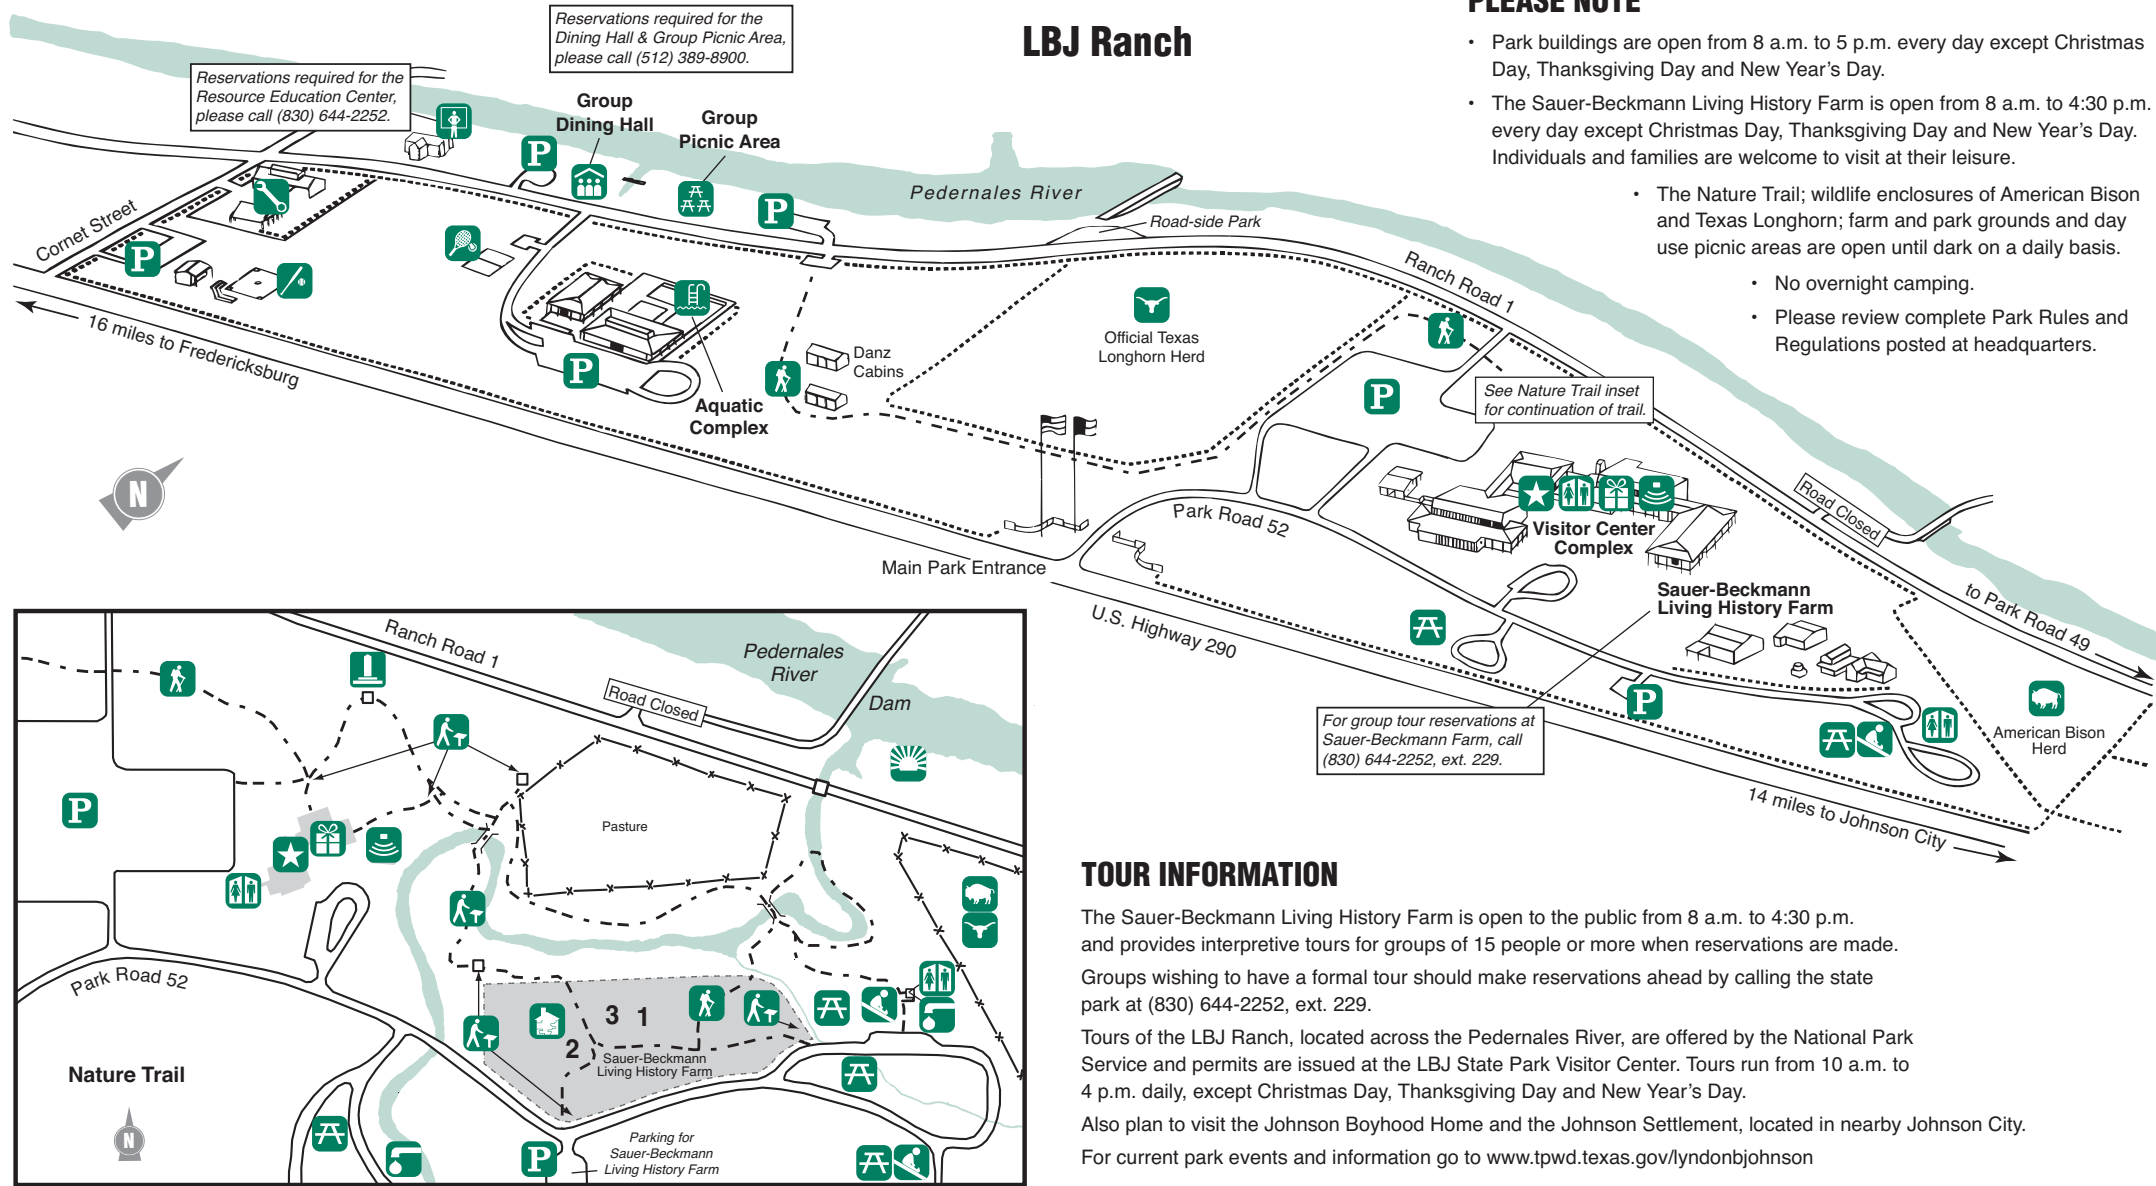 Reservations required for the
Dining Hall & Group Picnic Area,
please call (512) 389-8900.
LBJ Ranch
PLEASE NOTE
• Park buildings are open from 8 a.m. to 5 p.m. every day except Christmas
Day, Thanksgiving Day and New Year’s Day.
• The Sauer-Beckmann Living History Farm is open from 8 a.m. to 4:30 p.m.
every day except Christmas Day, Thanksgiving Day and New Year’s Day.
Individuals and families are welcome to visit at their leisure.
• The Nature Trail; wildlife enclosures of American Bison
and Texas Longhorn; farm and park grounds and day
use picnic areas are open until dark on a daily basis.
• No overnight camping.
• Please review complete Park Rules and
Regulations posted at headquarters.
Reservations required for the
Resource Education Center,
please call (830) 644-2252.
Group
Dining Hall
Group
Picnic Area
P
P
Pedernales River
Road-side Park
Cornet Street
P
Ranch Road 1
Official Texas
Longhorn Herd
16 miles to Fredericksburg
Danz
Cabins
P
P
Aquatic
Complex
See Nature Trail inset
for continuation of trail.
N
Park Road 52
Road Closed
Visitor Center
Complex
Main Park Entrance
Sauer-Beckmann
Living History Farm
to Park Road 49
U.S. Highway 290
P
For group tour reservations at
Sauer-Beckmann Farm, call
(830) 644-2252, ext. 229.
American Bison
Herd
14 miles to Johnson City
Ranch Road 1
Pedernales
River
Road Closed
Dam
P
Pasture
Park Road 52
3 1
2
Sauer-Beckmann
Living History Farm
Nature Trail
N
P
Parking for
Sauer-Beckmann
Living History Farm
TOUR INFORMATION
The Sauer-Beckmann Living History Farm is open to the public from 8 a.m. to 4:30 p.m.
and provides interpretive tours for groups of 15 people or more when reservations are made.
Groups wishing to have a formal tour should make reservations ahead by calling the state
park at (830) 644-2252, ext. 229.
Tours of the LBJ Ranch, located across the Pedernales River, are offered by the National Park
Service and permits are issued at the LBJ State Park Visitor Center. Tours run from 10 a.m. to
4 p.m. daily, except Christmas Day, Thanksgiving Day and New Year’s Day.
Also plan to visit the Johnson Boyhood Home and the Johnson Settlement, located in nearby Johnson City.
For current park events and information go to www.tpwd.texas.gov/lyndonbjohnson